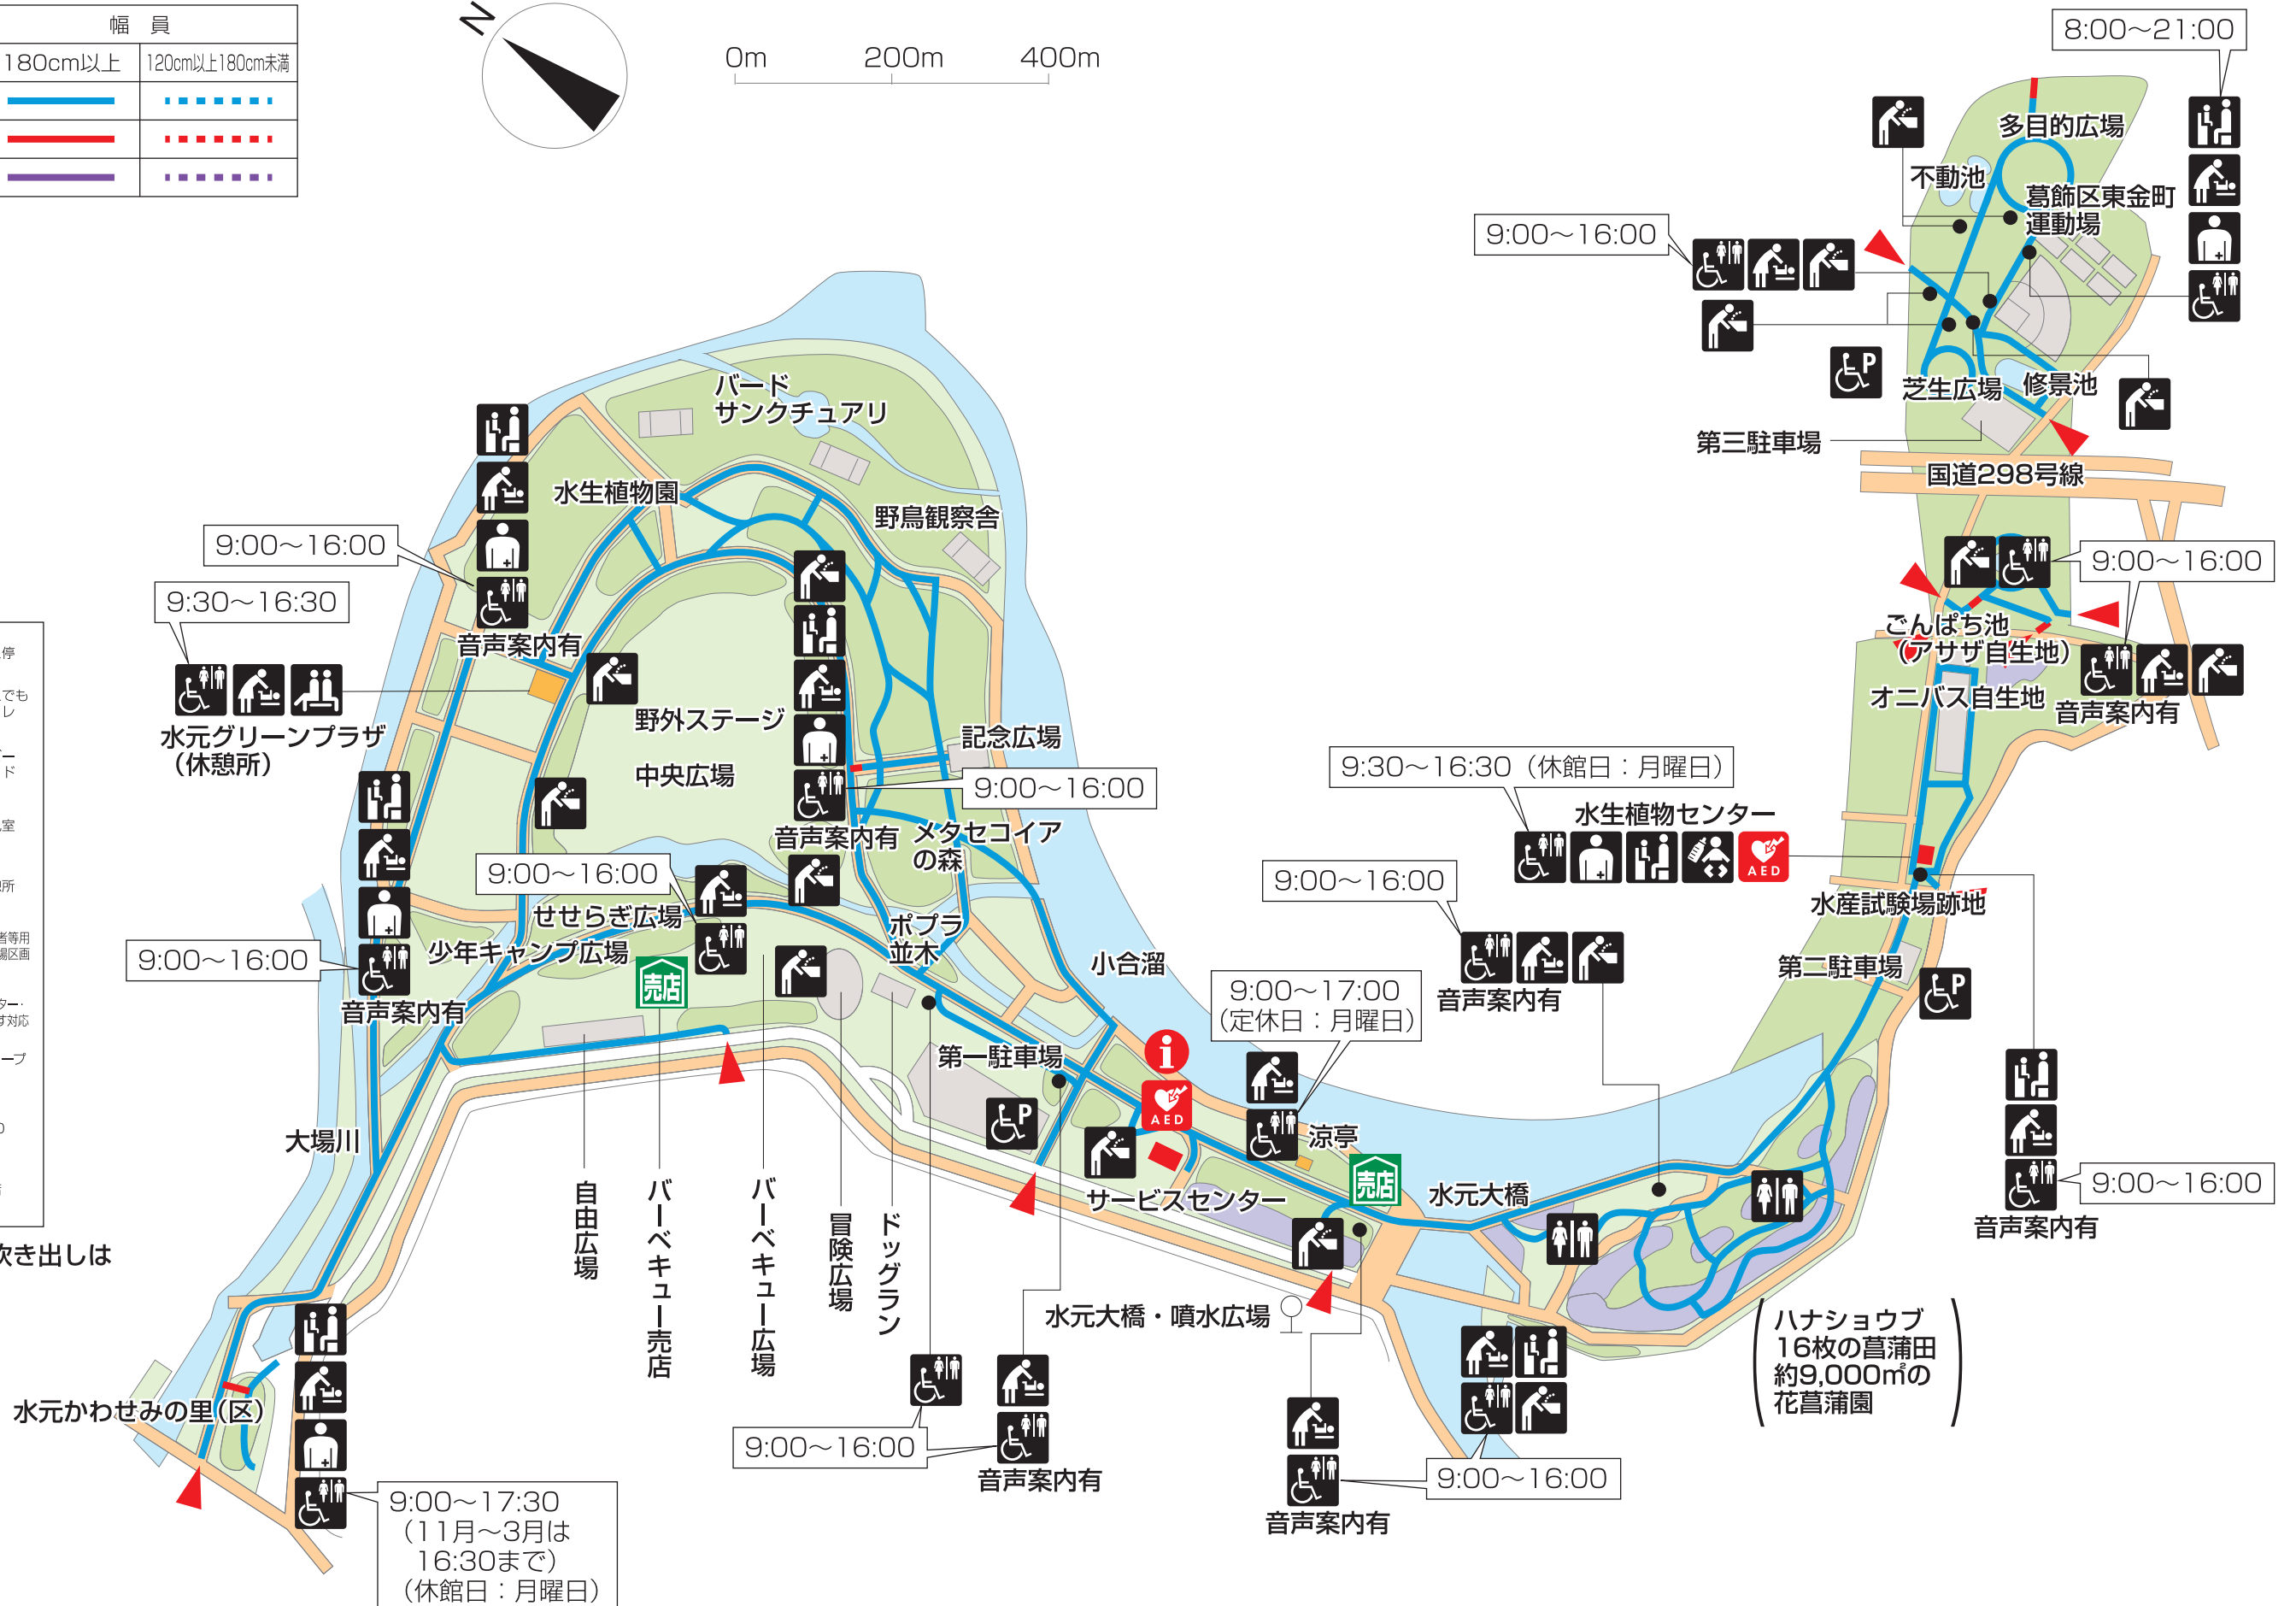 幅　員
180cm以上
120cm以上180cm未満
N
0m
200m
400m
8:00〜21:00
多目的広場
不動池
葛飾区東金町
運動場
9:00〜16:00
P
芝生広場
修景池
第三駐車場
国道298号線
9:00〜16:00
ごんぱち池
（アサザ自生地）
オニバス自生地
音声案内有
バード
サンクチュアリ
水生植物園
野鳥観察舎
9:00〜16:00
音声案内有
9:30〜16:30
水元グリーンプラザ
（休憩所）
野外ステージ
中央広場
記念広場
9:00〜16:00
音声案内有
メタセコイア
の森
9:30〜16:30（休館日：月曜日）
水生植物センター
AED
水産試験場跡地
9:00〜16:00
音声案内有
第二駐車場
P
9:00〜16:00
音声案内有
9:00〜16:00
せせらぎ広場
少年キャンプ広場
売店
ポプラ
並木
小合溜
9:00〜16:00
音声案内有
9:00〜17:00
（定休日：月曜日）
第一駐車場
P
i
AED
涼亭
売店
サービスセンター
水元大橋
大場川
自由広場
バーベキュー売店
バーベキュー広場
冒険広場
ドッグラン
水元大橋・噴水広場
ハナショウブ
16枚の菖蒲田
約9,000㎡の
花菖蒲園
9:00〜16:00
音声案内有
9:00〜16:00
音声案内有
水元かわせみの里（区）
9:00〜17:30
（11月〜3月は
16:30まで）
（休館日：月曜日）
停
でも
レ
ー
ド
室
所
者等用
場区画
ター・
す対応
ープ
吹き出しは